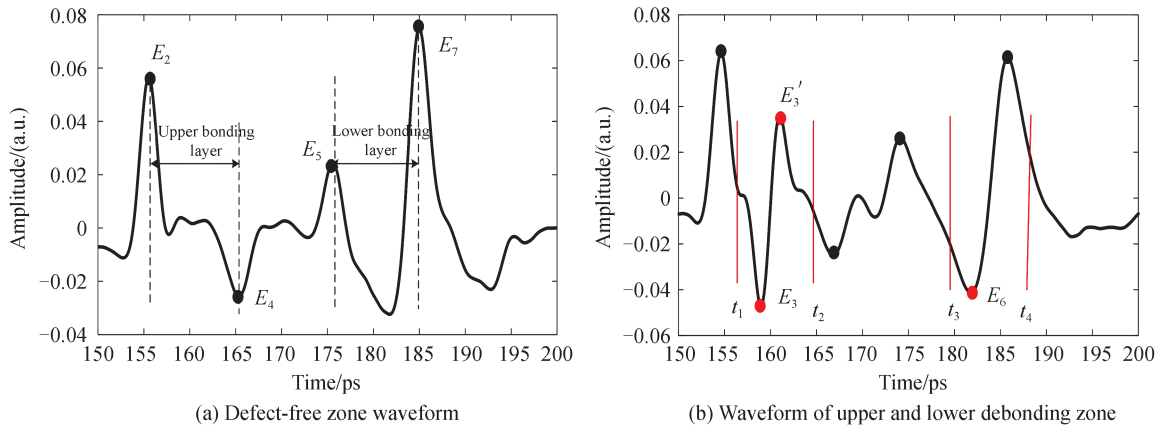 Amplitude/(a.u.)
0.08
0.06
0.04
0.02
0
−0.02
−0.04
E2
E7
Upper bonding
layer
E5
Lower bonding
layer
E4
150 155 160 165 170 175 180 185 190 195 200
Time/ps
(a) Defect-free zone waveform
Amplitude/(a.u.)
0.08
0.06
0.04
0.02
0
−0.02
−0.04
−0.06
E3′
E3
E6
t1
t2
t3
t4
150 155 160 165 170 175 180 185 190 195 200
Time/ps
(b) Waveform of upper and lower debonding zone